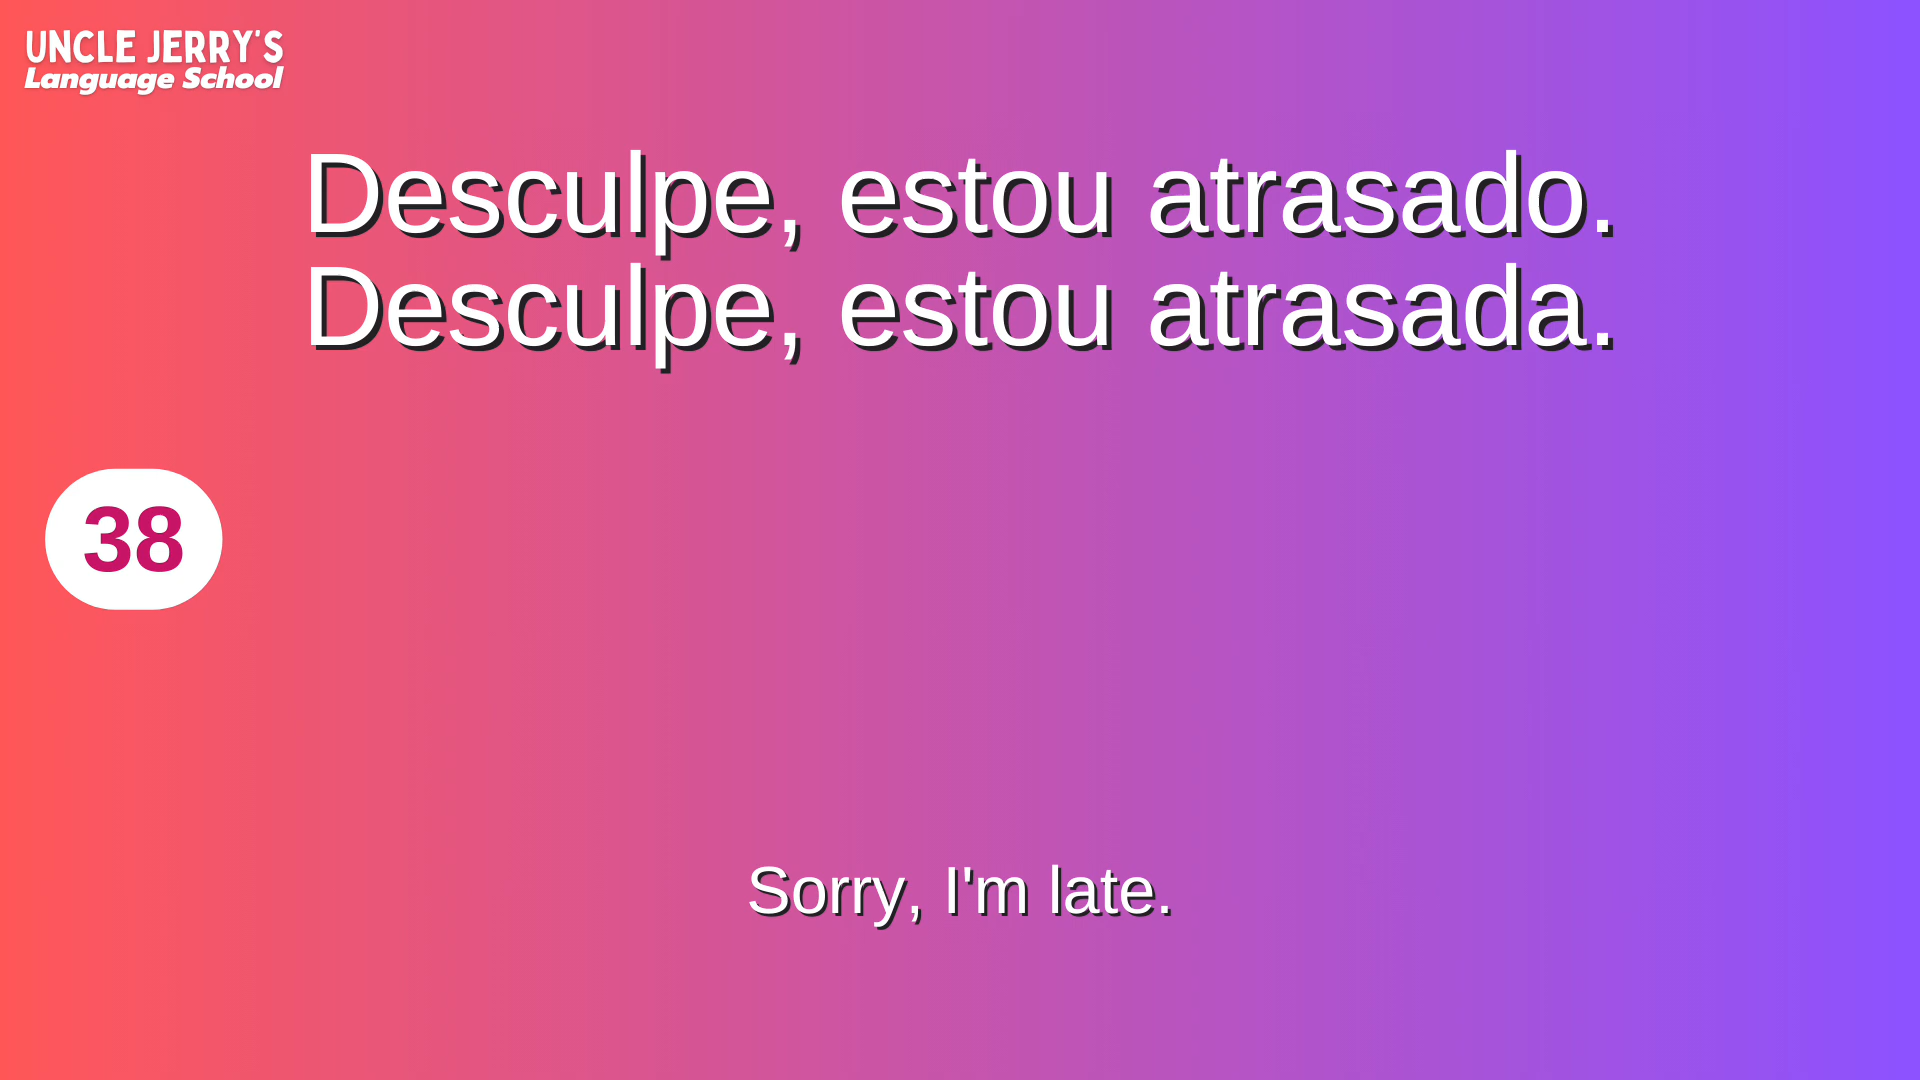 UNCLE JERRY'S
Language School
Desculpe, estou atrasado.
Desculpe, estou atrasada.
38
Sorry, I'm late.